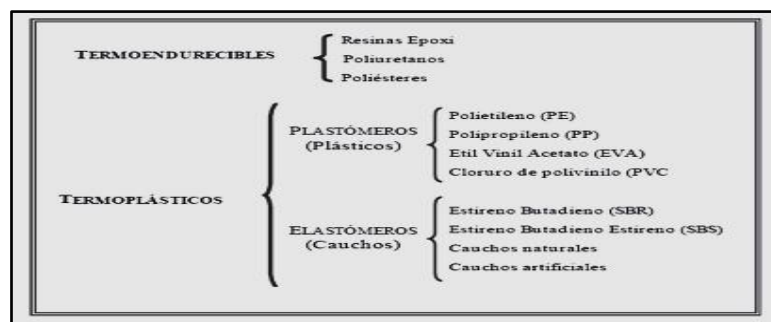 TERMOENDURECIBLES
Resinas Epoxi
Poliuretanos
Poliésteres
TERMOPLÁSTICOS
PLASTÓMEROS
(Plásticos)
Polietileno (PE)
Polipropileno (PP)
Etil Vinil Acetato (EVA)
Cloruro de polivinilo (PVC
ELASTÓMEROS
(Cauchos)
Estireno Butadieno (SBR)
Estireno Butadieno Estireno (SBS)
Cauchos naturales
Cauchos artificiales